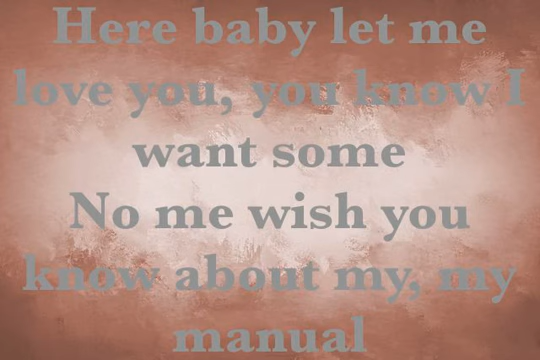 Here baby let me
love you, you know I
want some
No me wish you
know about my, my
manual